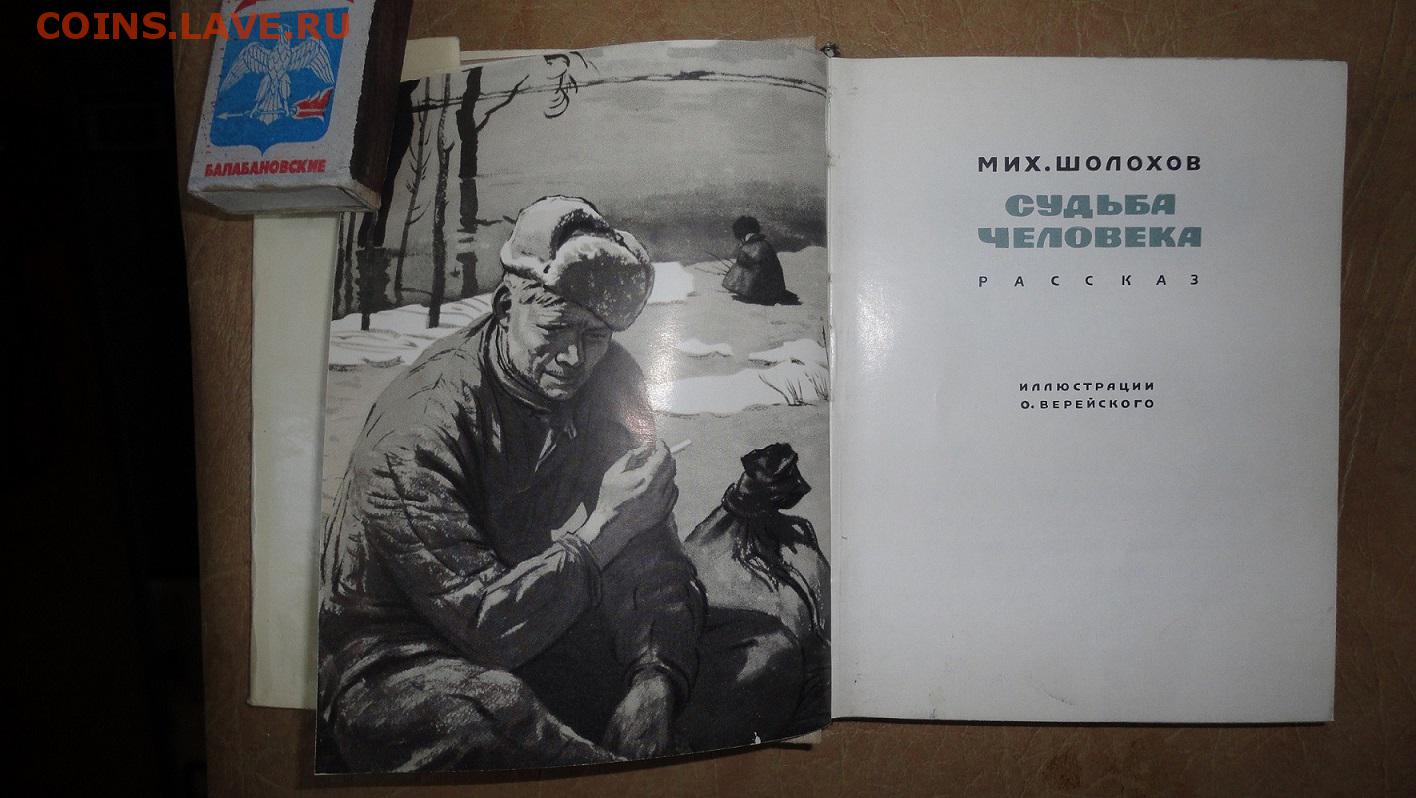 COINS.LAVE.RU
БАЛАБАНОВСКИЕ
МИХ.ШОЛОХОВ
СУДЬБА
ЧЕЛОВЕКА
РАССКАЗ
ИЛЛЮСТРАЦИИ
О. ВЕРЕЙСКОГО